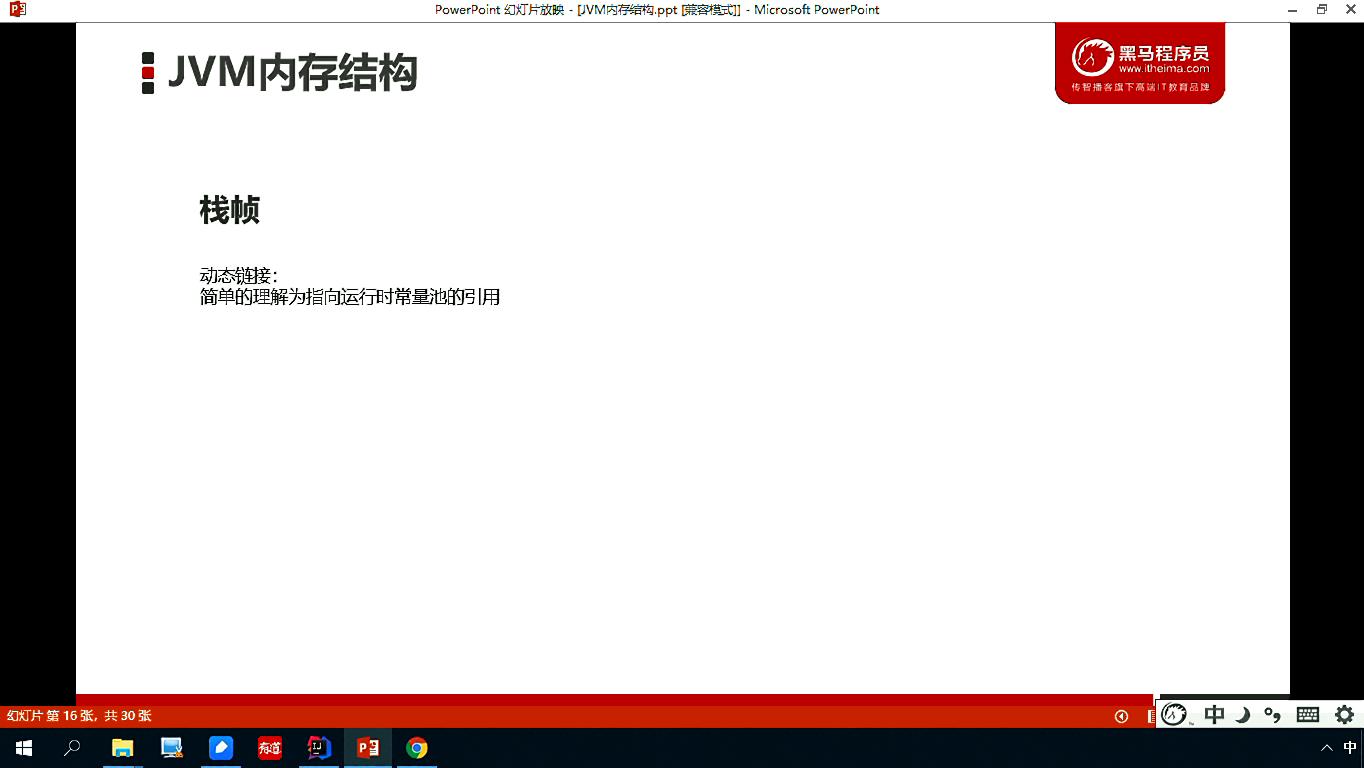 PowerPoint 幻灯片放映 - [JVM内存结构.ppt [兼容模式]] - Microsoft PowerPoint
JVM内存结构
黑马程序员
www.itheima.com
传智播客旗下高端IT教育品牌
栈帧
动态链接：
简单的理解为指向运行时常量池的引用
幻灯片 第 16 张，共 30 张
中
有道
IJ
中